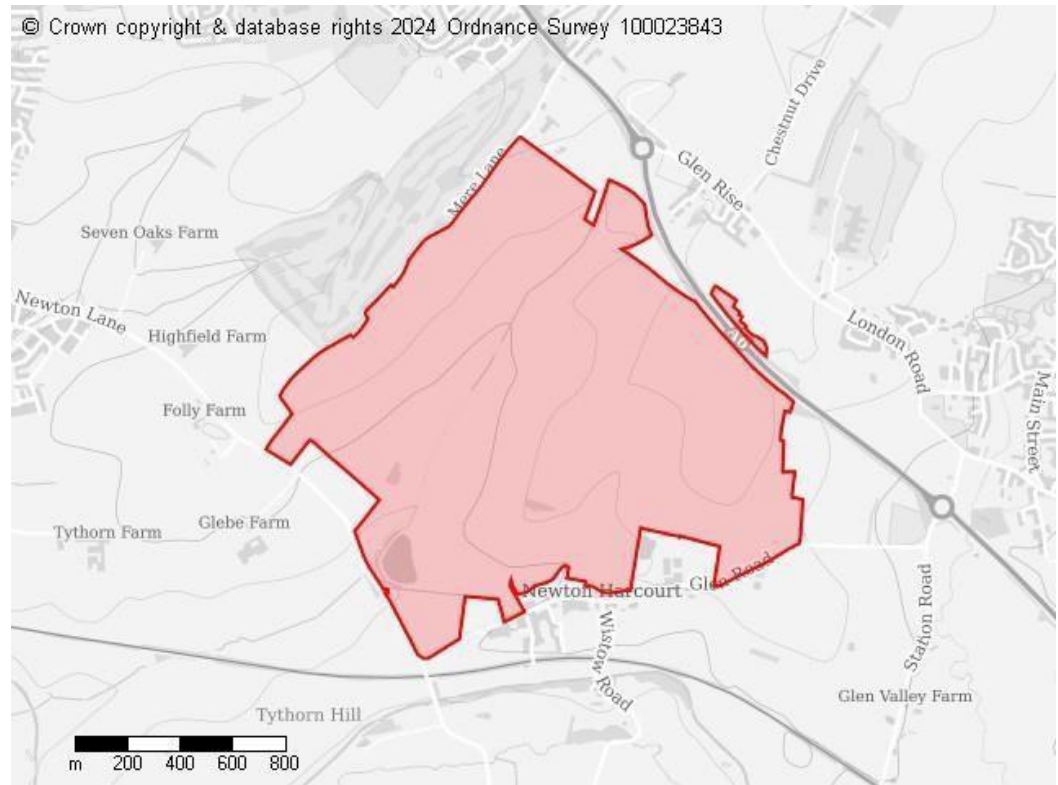 © Crown copyright & database rights 2024 Ordnance Survey 100023843
Chestnut Drive
Glen Rise
Mere Lane
Seven Oaks Farm
Newton Lane
Highfield Farm
London Road
A6
Main Street
Folly Farm
Glebe Farm
Tythorn Farm
Glen Road
Newton Harcourt
Station Road
Wistow Road
Glen Valley Farm
Tythorn Hill
m 200 400 600 800